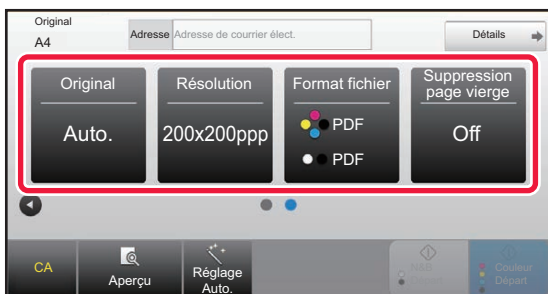 Original
A4
Adresse Adresse de courrier élect.
Détails
Original
Auto.
Résolution
200x200ppp
Format fichier
PDF
PDF
Suppression
page vierge
Off
CA
Aperçu
Réglage
Auto.
N&B
Départ
Couleur
Départ